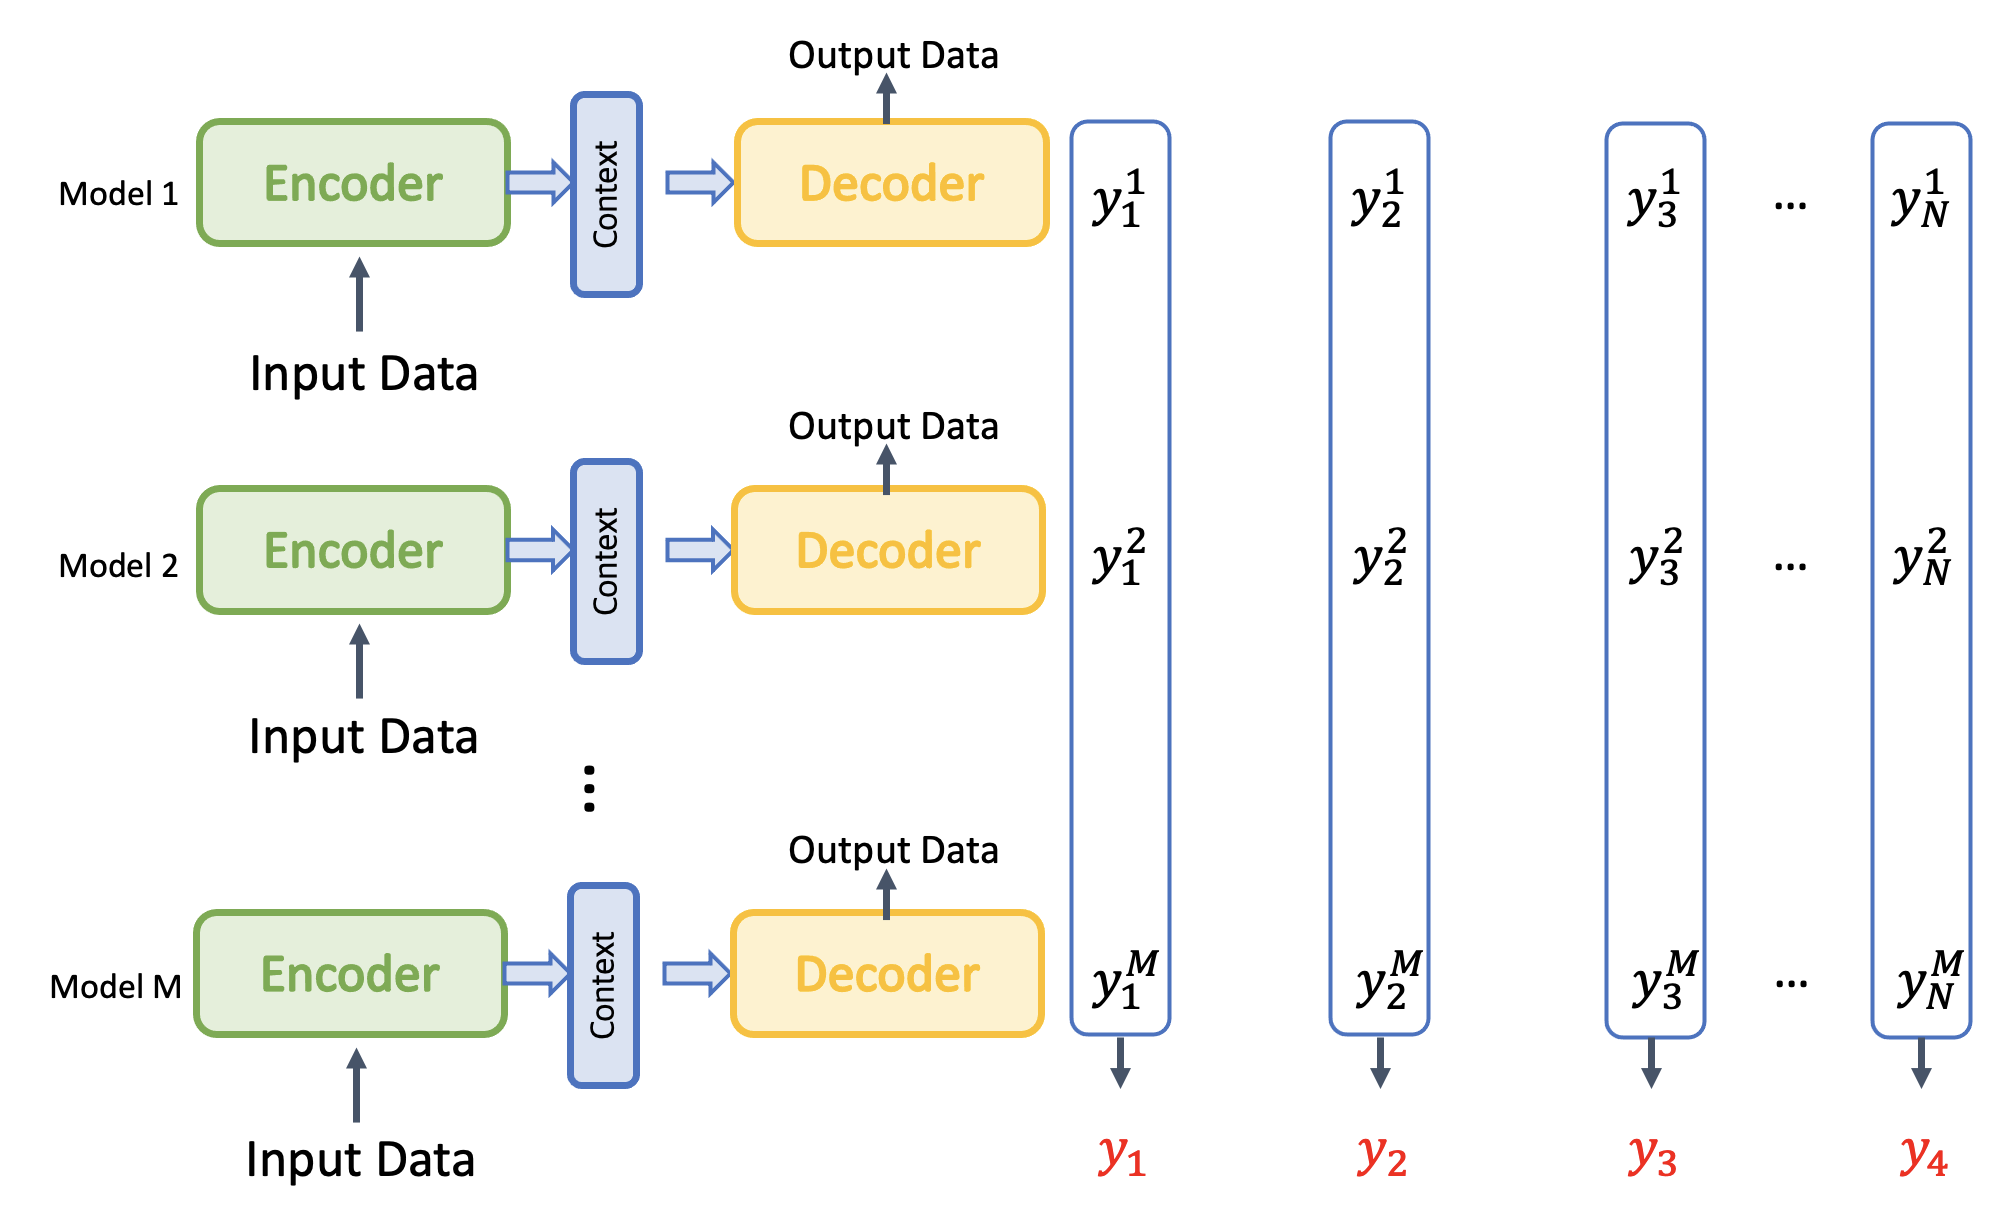 Output Data
Model 1 Encoder Context Decoder y_1^1 y_2^1 y_3^1 ... y_N^1
Input Data
Output Data
Model 2 Encoder Context Decoder y_1^2 y_2^2 y_3^2 ... y_N^2
Input Data
⋮
Output Data
Model M Encoder Context Decoder y_1^M y_2^M y_3^M ... y_N^M
Input Data y_1 y_2 y_3 y_4